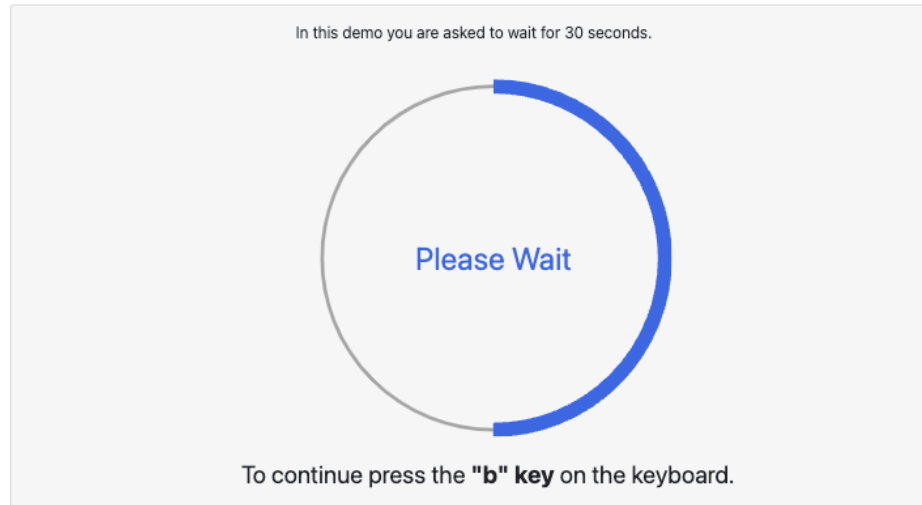 In this demo you are asked to wait for 30 seconds.
Please Wait
To continue press the "b" key on the keyboard.